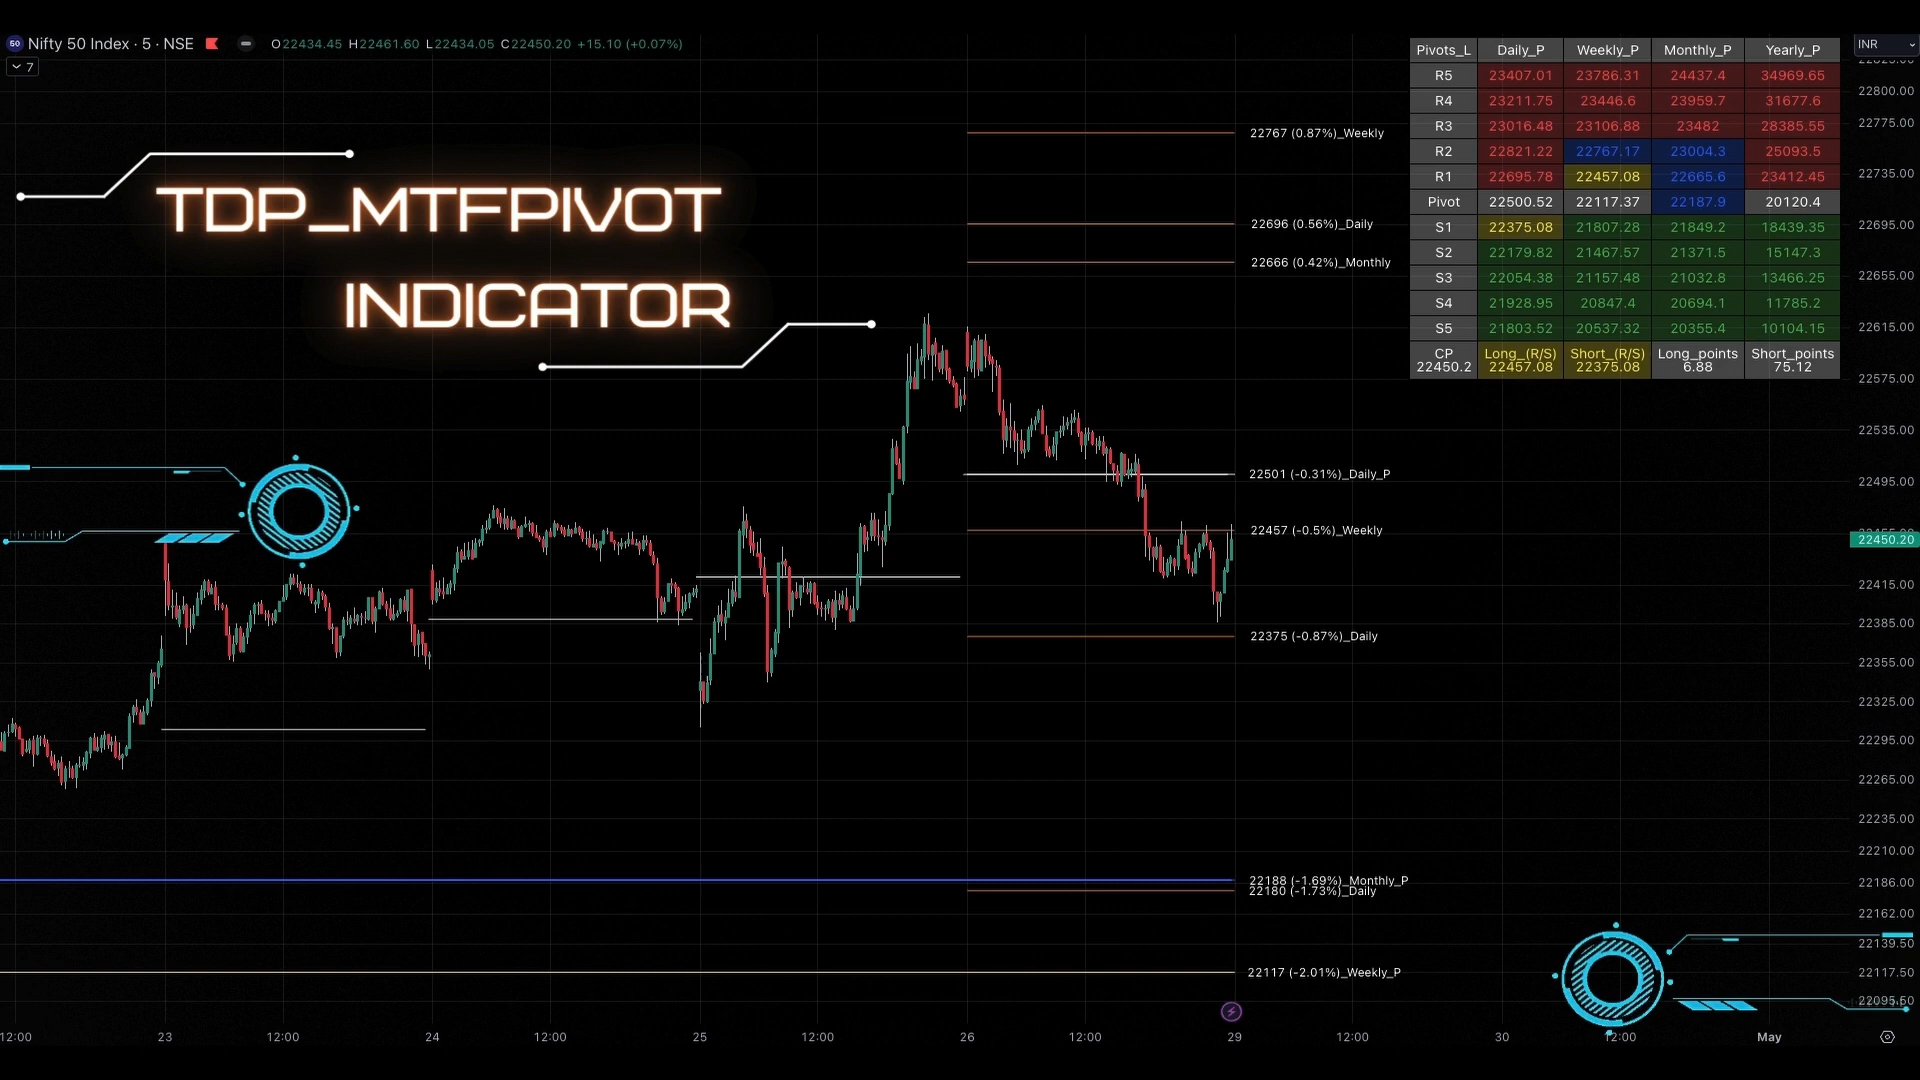 50 Nifty 50 Index · 5 · NSE O22434.45 H22461.60 L22434.05 C22450.20 +15.10 (+0.07%)
7
TDP_MTFPIVOT
INDICATOR
Pivots_L Daily_P Weekly_P Monthly_P Yearly_P
R5 23407.01 23786.31 24437.4 34969.65
R4 23211.75 23446.6 23959.7 31677.6
R3 23016.48 23106.88 23482 28385.55
R2 22821.22 22767.17 23004.3 25093.5
R1 22695.78 22457.08 22665.6 23412.45
Pivot 22500.52 22117.37 22187.9 20120.4
S1 22375.08 21807.28 21849.2 18439.35
S2 22179.82 21467.57 21371.5 15147.3
S3 22054.38 21157.48 21032.8 13466.25
S4 21928.95 20847.4 20694.1 11785.2
S5 21803.52 20537.32 20355.4 10104.15
CP Long_(R/S) Short_(R/S) Long_points Short_points
22450.2 22457.08 22375.08 6.88 75.12
22767 (0.87%)_Weekly
22696 (0.56%)_Daily
22666 (0.42%)_Monthly
22501 (-0.31%)_Daily_P
22457 (-0.5%)_Weekly
22375 (-0.87%)_Daily
22188 (-1.69%)_Monthly_P
22180 (-1.73%)_Daily
22117 (-2.01%)_Weekly_P
INR
22800.00
22775.00
22735.00
22695.00
22655.00
22615.00
22575.00
22535.00
22495.00
22450.20
22415.00
22385.00
22355.00
22325.00
22295.00
22265.00
22235.00
22210.00
22186.00
22162.00
22139.50
22117.50
22095.50
12:00 23 12:00 24 12:00 25 12:00 26 12:00 29 12:00 30 12:00 May